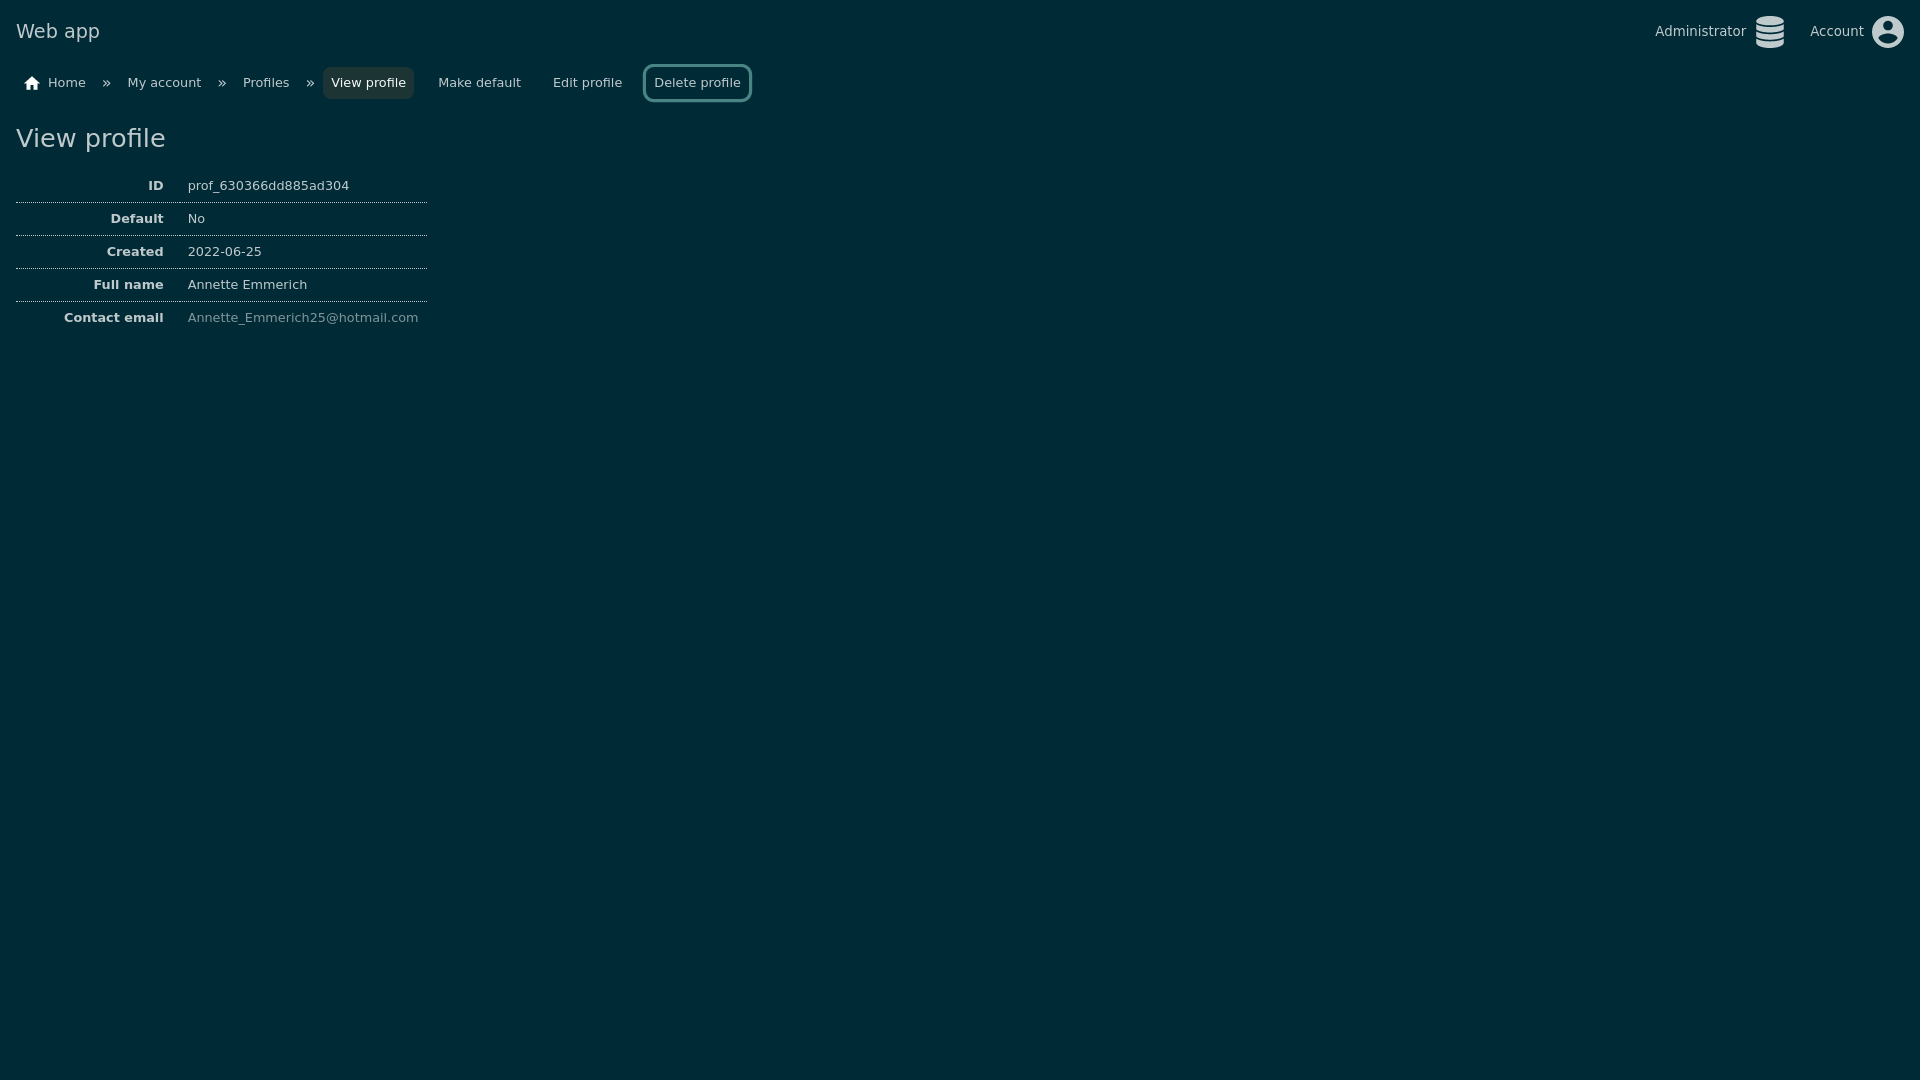 Web app
Administrator
Account
Home » My account » Profiles » View profile Make default Edit profile Delete profile
View profile
ID prof_630366dd885ad304
Default No
Created 2022-06-25
Full name Annette Emmerich
Contact email Annette_Emmerich25@hotmail.com